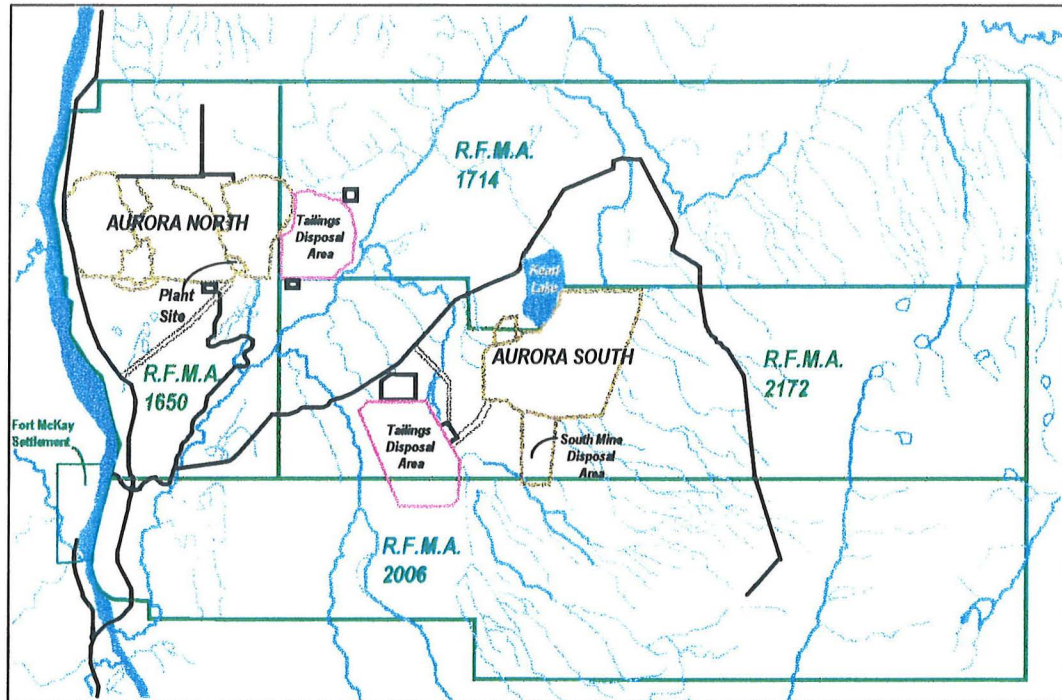 R.F.M.A.
1714
AURORA NORTH
Tailings
Disposal
Area
Kearl
Lake
Plant
Site
R.F.M.A.
1650
AURORA SOUTH
R.F.M.A.
2172
Fort McKay
Settlement
Tailings
Disposal
Area
South Mine
Disposal
Area
R.F.M.A.
2006